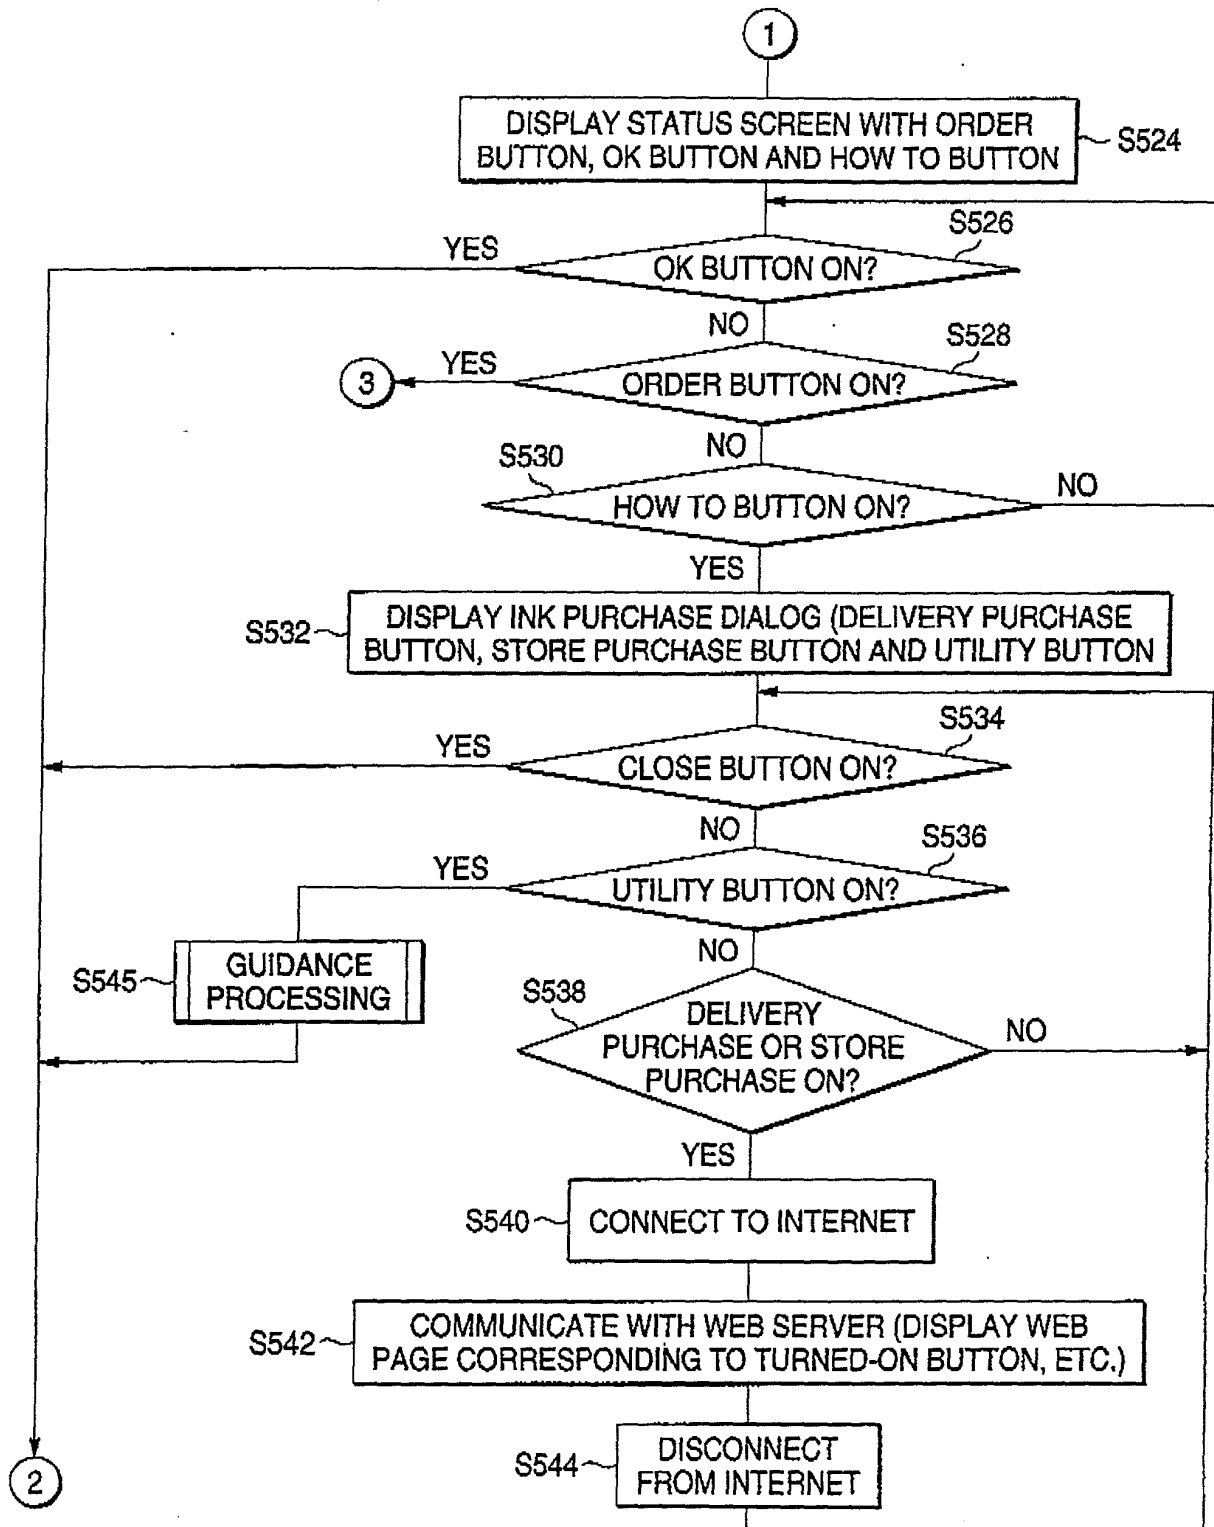 1
DISPLAY STATUS SCREEN WITH ORDER
BUTTON, OK BUTTON AND HOW TO BUTTON
S524
S526
YES
OK BUTTON ON?
NO
S528
3
YES
ORDER BUTTON ON?
NO
S530
HOW TO BUTTON ON?
NO
YES
S532
DISPLAY INK PURCHASE DIALOG (DELIVERY PURCHASE
BUTTON, STORE PURCHASE BUTTON AND UTILITY BUTTON
S534
YES
CLOSE BUTTON ON?
NO
S536
YES
UTILITY BUTTON ON?
NO
S545
GUIDANCE
PROCESSING
S538
DELIVERY
PURCHASE OR STORE
PURCHASE ON?
NO
YES
S540
CONNECT TO INTERNET
S542
COMMUNICATE WITH WEB SERVER (DISPLAY WEB
PAGE CORRESPONDING TO TURNED-ON BUTTON, ETC.)
S544
DISCONNECT
FROM INTERNET
2